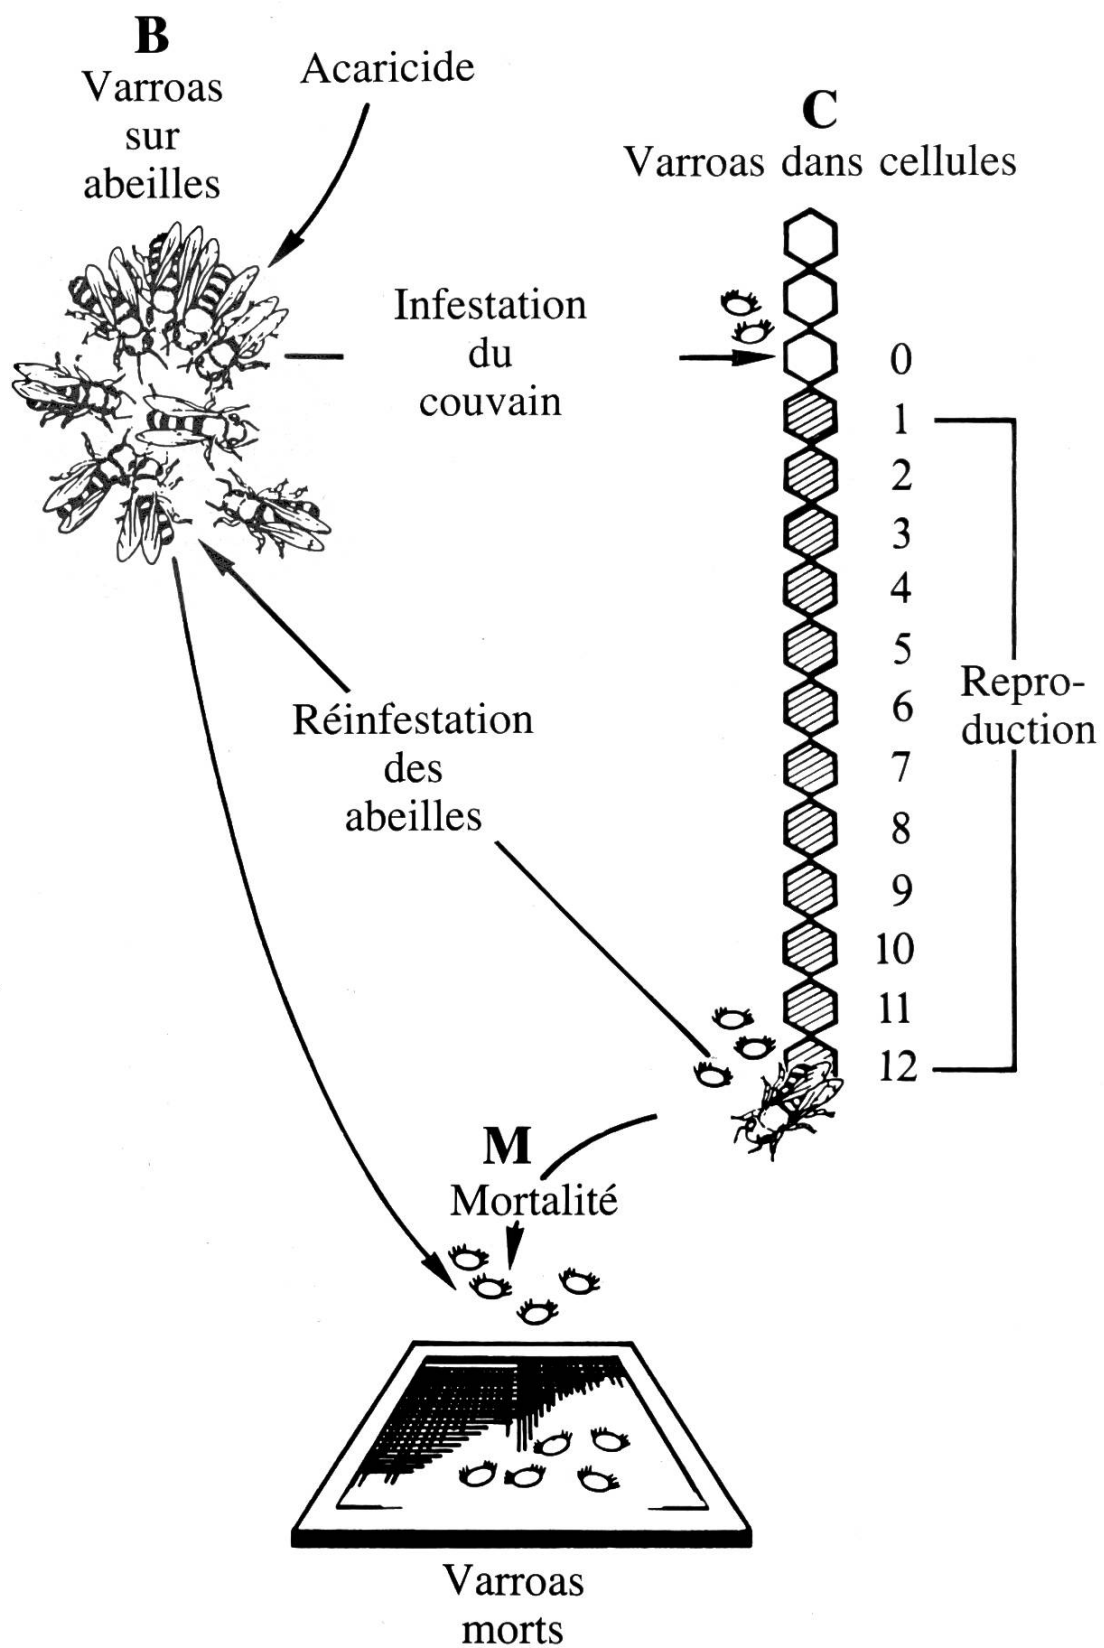 B
Varroas
sur
abeilles
Acaricide
C
Varroas dans cellules
Infestation
du
couvain
0
1
2
3
4
5
6
7
8
9
10
11
12
Repro-
duction
Réinfestation
des
abeilles
M
Mortalité
Varroas
morts